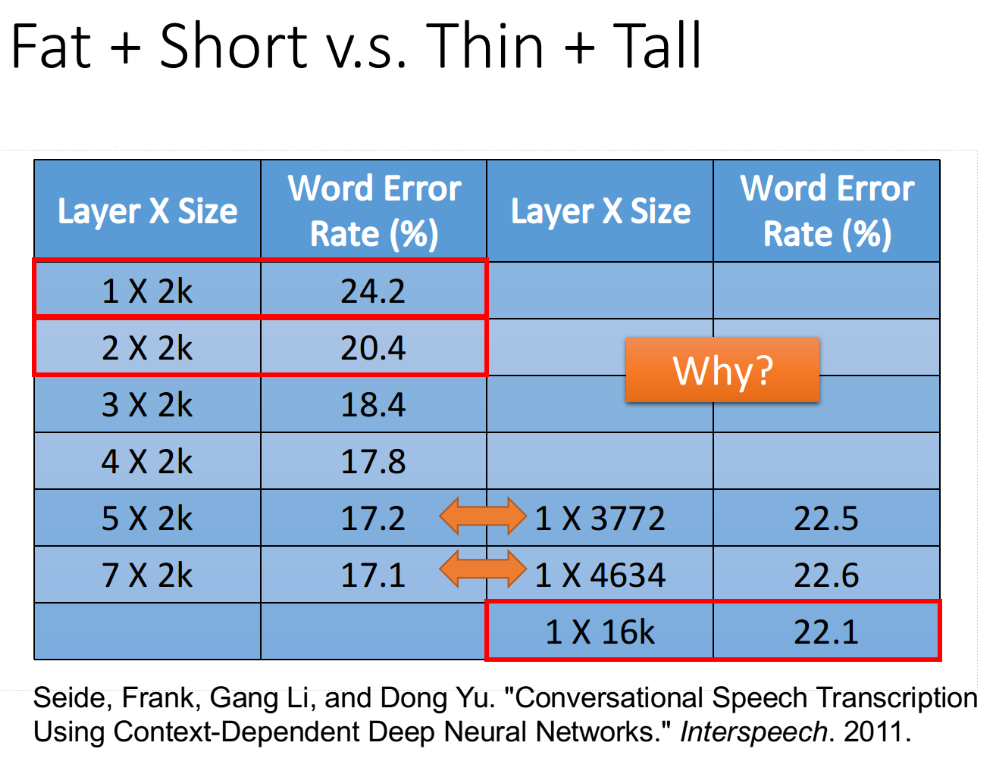 Fat + Short v.s. Thin + Tall
Layer X Size
Word Error
Rate (%)
Layer X Size
Word Error
Rate (%)
1 X 2k 24.2
2 X 2k 20.4
Why?
3 X 2k 18.4
4 X 2k 17.8
5 X 2k 17.2 1 X 3772 22.5
7 X 2k 17.1 1 X 4634 22.6
1 X 16k 22.1
Seide, Frank, Gang Li, and Dong Yu. "Conversational Speech Transcription
Using Context-Dependent Deep Neural Networks." Interspeech. 2011.